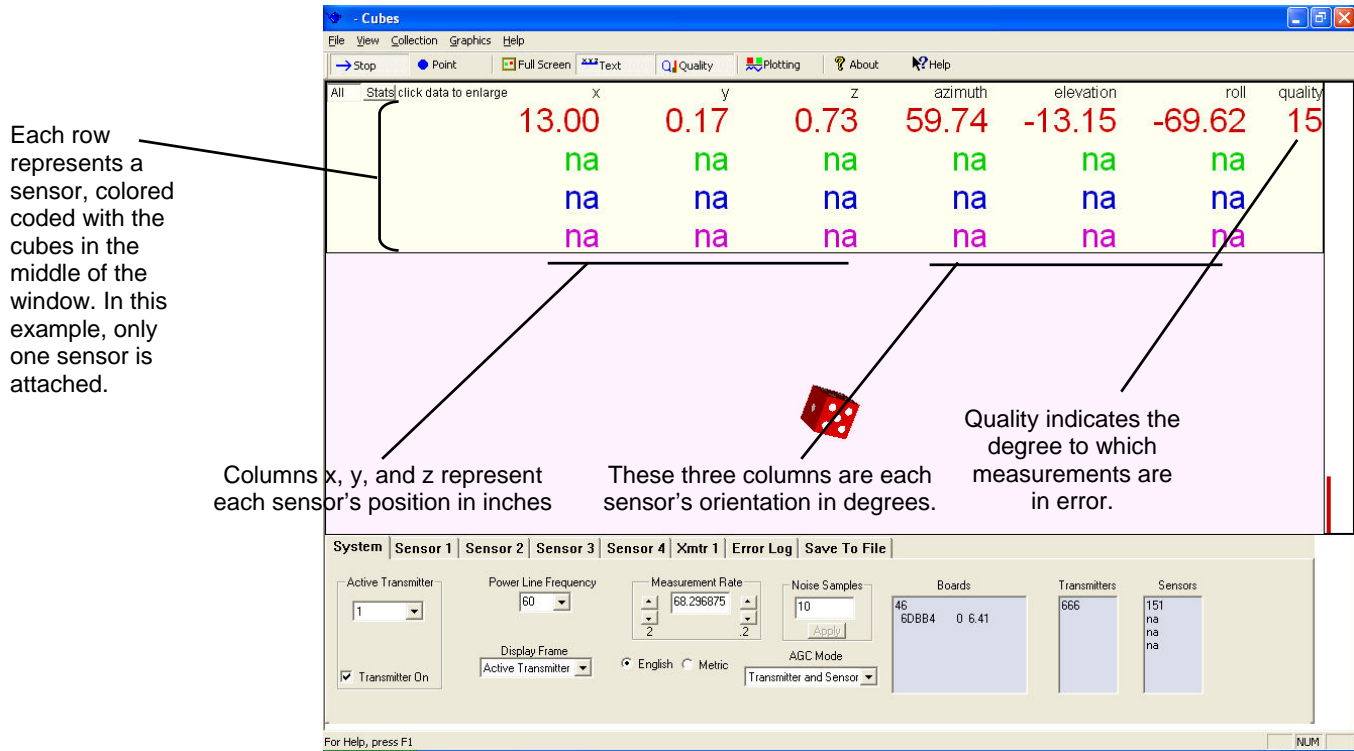 - Cubes
File View Collection Graphics Help
Stop Point Full Screen Text Quality Plotting About Help
All Stats click data to enlarge x y z azimuth elevation roll quality
13.00 0.17 0.73 59.74 -13.15 -69.62 15
na na na na na na
na na na na na na
na na na na na na
Each row
represents a
sensor, colored
coded with the
cubes in the
middle of the
window. In this
example, only
one sensor is
attached.
Columns x, y, and z represent
each sensor's position in inches
These three columns are each
sensor's orientation in degrees.
Quality indicates the
degree to which
measurements are
in error.
System Sensor 1 Sensor 2 Sensor 3 Sensor 4 Xmtr 1 Error Log Save To File
Active Transmitter
1
Transmitter On
Power Line Frequency
60
Display Frame
Active Transmitter
Measurement Rate
68.296875
2 .2
English Metric
Noise Samples
10
Apply
AGC Mode
Transmitter and Sensor
Boards
46
6DBB4 0 6.41
Transmitters
666
Sensors
151
na
na
na
For Help, press F1
NUM